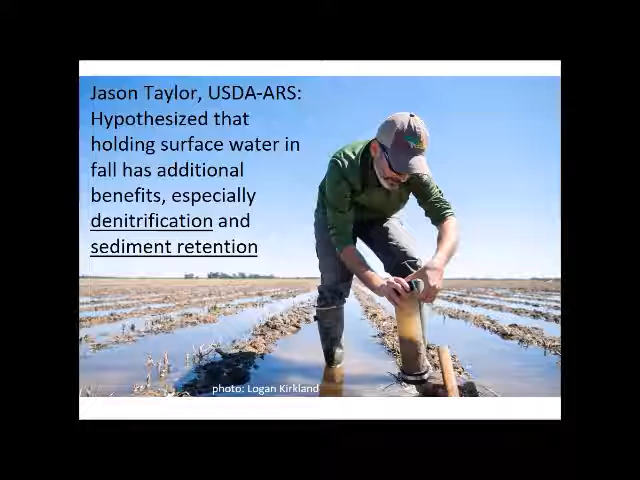 Jason Taylor, USDA-ARS:
Hypothesized that
holding surface water in
fall has additional
benefits, especially
denitrification and
sediment retention
photo: Logan Kirkland